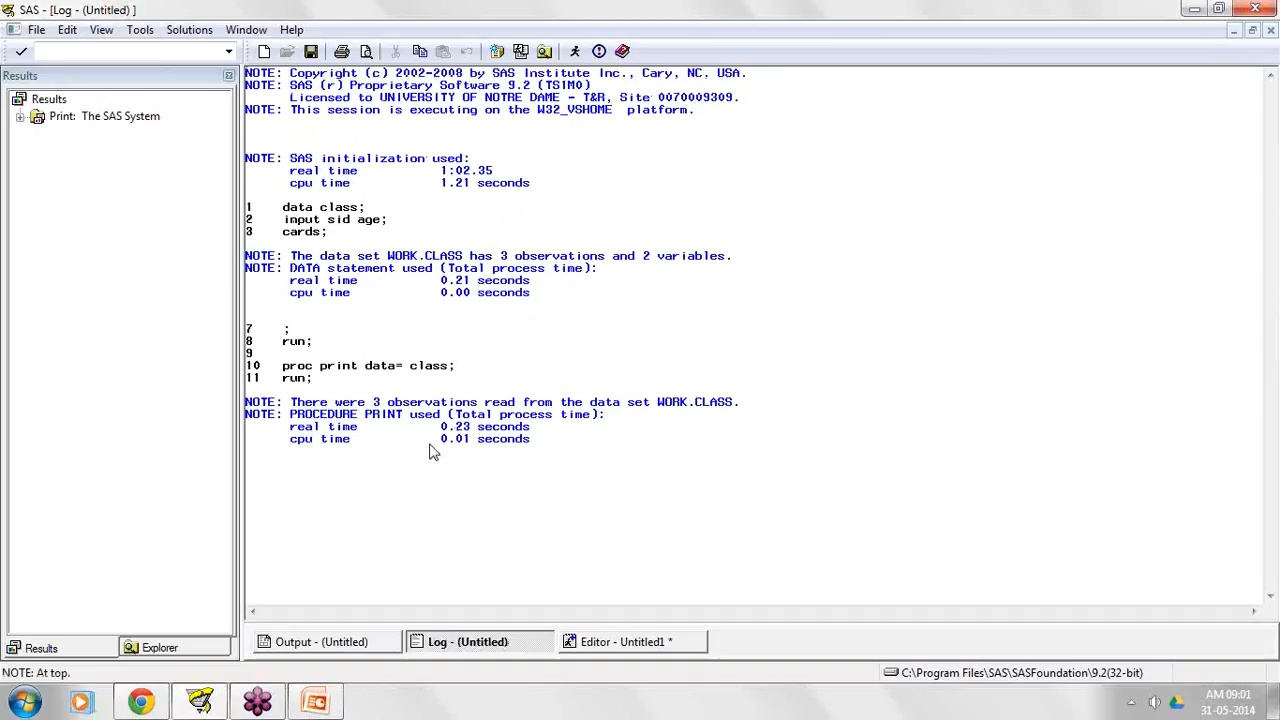 SAS - [Log - (Untitled) ]
File Edit View Tools Solutions Window Help
Results
Results
Print: The SAS System
NOTE: Copyright (c) 2002-2008 by SAS Institute Inc., Cary, NC, USA.
NOTE: SAS (r) Proprietary Software 9.2 (TS1M0)
Licensed to UNIVERSITY OF NOTRE DAME - T&R, Site 0070009309.
NOTE: This session is executing on the W32_VSHOME platform.
NOTE: SAS initialization used:
real time 1:02.35
cpu time 1.21 seconds
1 data class;
2 input sid age;
3 cards;
NOTE: The data set WORK.CLASS has 3 observations and 2 variables.
NOTE: DATA statement used (Total process time):
real time 0.21 seconds
cpu time 0.00 seconds
7 ;
8 run;
9
10 proc print data= class;
11 run;
NOTE: There were 3 observations read from the data set WORK.CLASS.
NOTE: PROCEDURE PRINT used (Total process time):
real time 0.23 seconds
cpu time 0.01 seconds
Results Explorer
Output - (Untitled) Log - (Untitled) Editor - Untitled1 *
NOTE: At top. C:\Program Files\SAS\SASFoundation\9.2(32-bit)
AM 09:01
31-05-2014